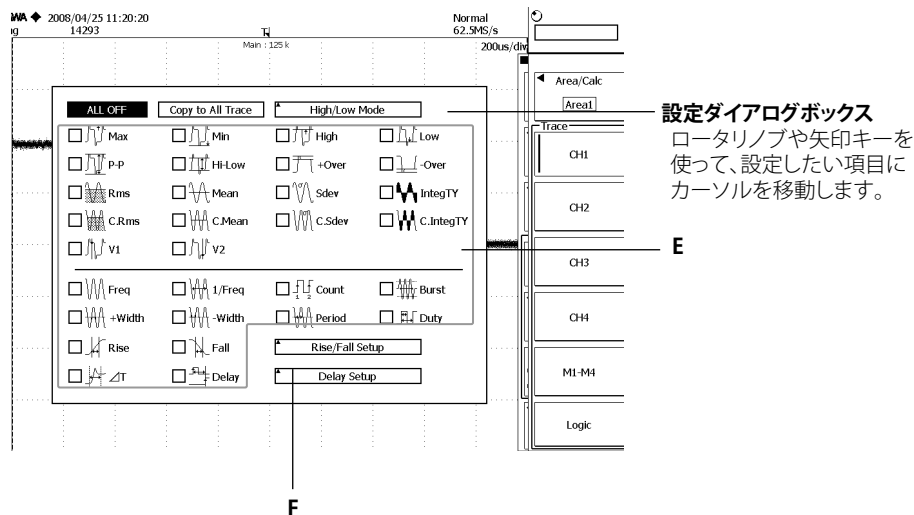 WA ◆ 2008/04/25 11:20:20
14293
Normal
62.5MS/s
Main : 125 k
200us/div
ALL OFF
Copy to All Trace
High/Low Mode
Max
Min
High
Low
P-P
Hi-Low
+Over
-Over
Rms
Mean
Sdev
IntegTY
C.Rms
C.Mean
C.Sdev
C.IntegTY
V1
V2
Freq
1/Freq
1 2
Count
Burst
+Width
-Width
Period
Duty
Rise
Fall
Rise/Fall Setup
⊿T
Delay
Delay Setup
Area/Calc
Area1
Trace
CH1
CH2
CH3
CH4
M1-M4
Logic
設定ダイアログボックス
ロータリノブや矢印キーを
使って、設定したい項目に
カーソルを移動します。
E
F